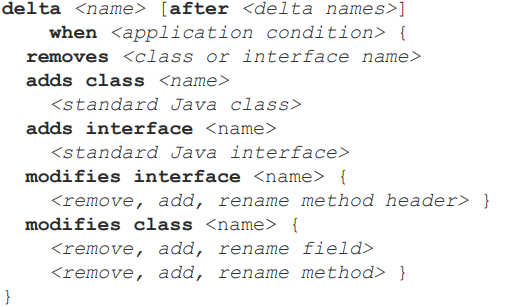 delta <name> [after <delta names>]
when <application condition> {
removes <class or interface name>
adds class <name>
<standard Java class>
adds interface <name>
<standard Java interface>
modifies interface <name> {
<remove, add, rename method header> }
modifies class <name> {
<remove, add, rename field>
<remove, add, rename method> }
}